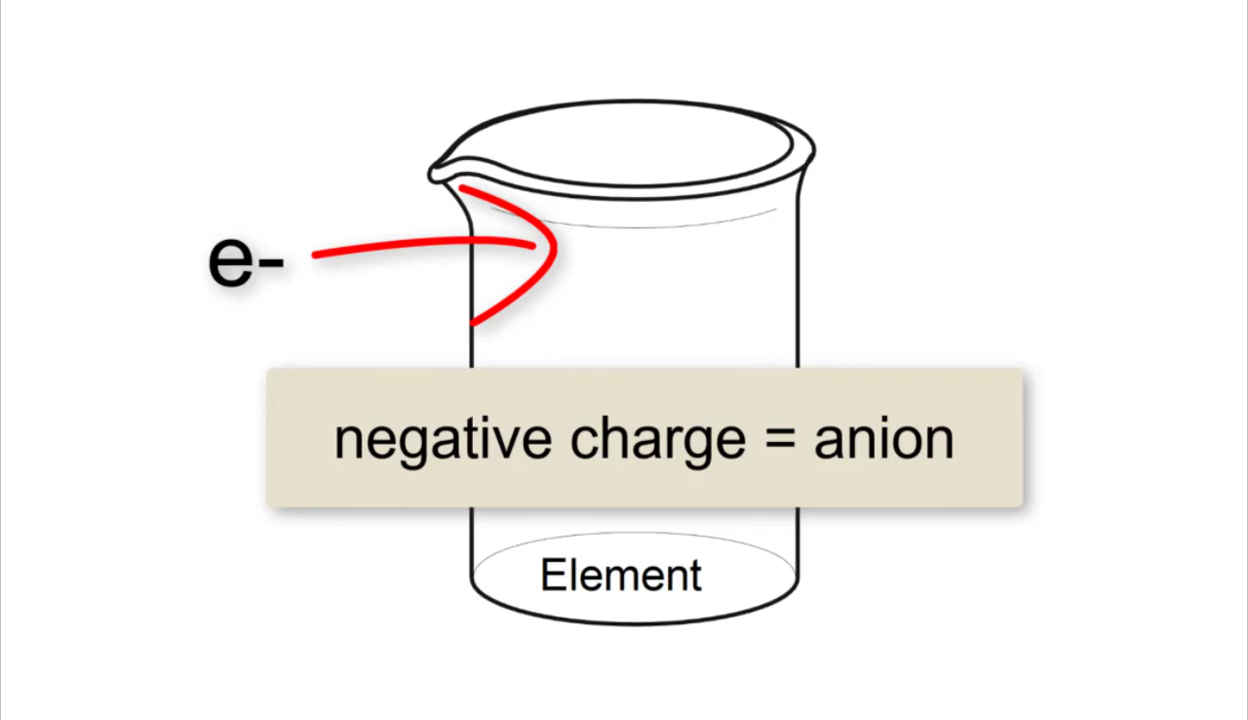 e-
negative charge = anion
Element